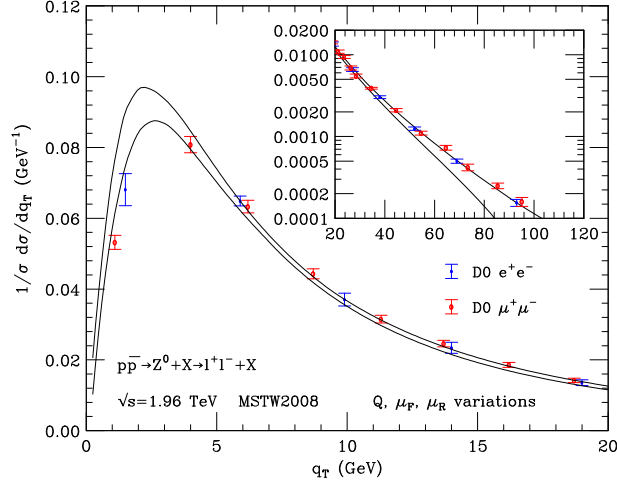 0.12
0.10
0.08
0.06
0.04
0.02
0.00
1/σ dσ/dq_T (GeV⁻¹)
0.0200
0.0050
0.0020
0.0010
0.0005
0.0002
0.0001
20 40 60 80 100 120
D0 e⁺e⁻
D0 μ⁺μ⁻
pp̅→Z⁰+X→l⁺l⁻+X
√s=1.96 TeV MSTW2008 Q, μ_F, μ_R variations
0 5 10 15 20
q_T (GeV)